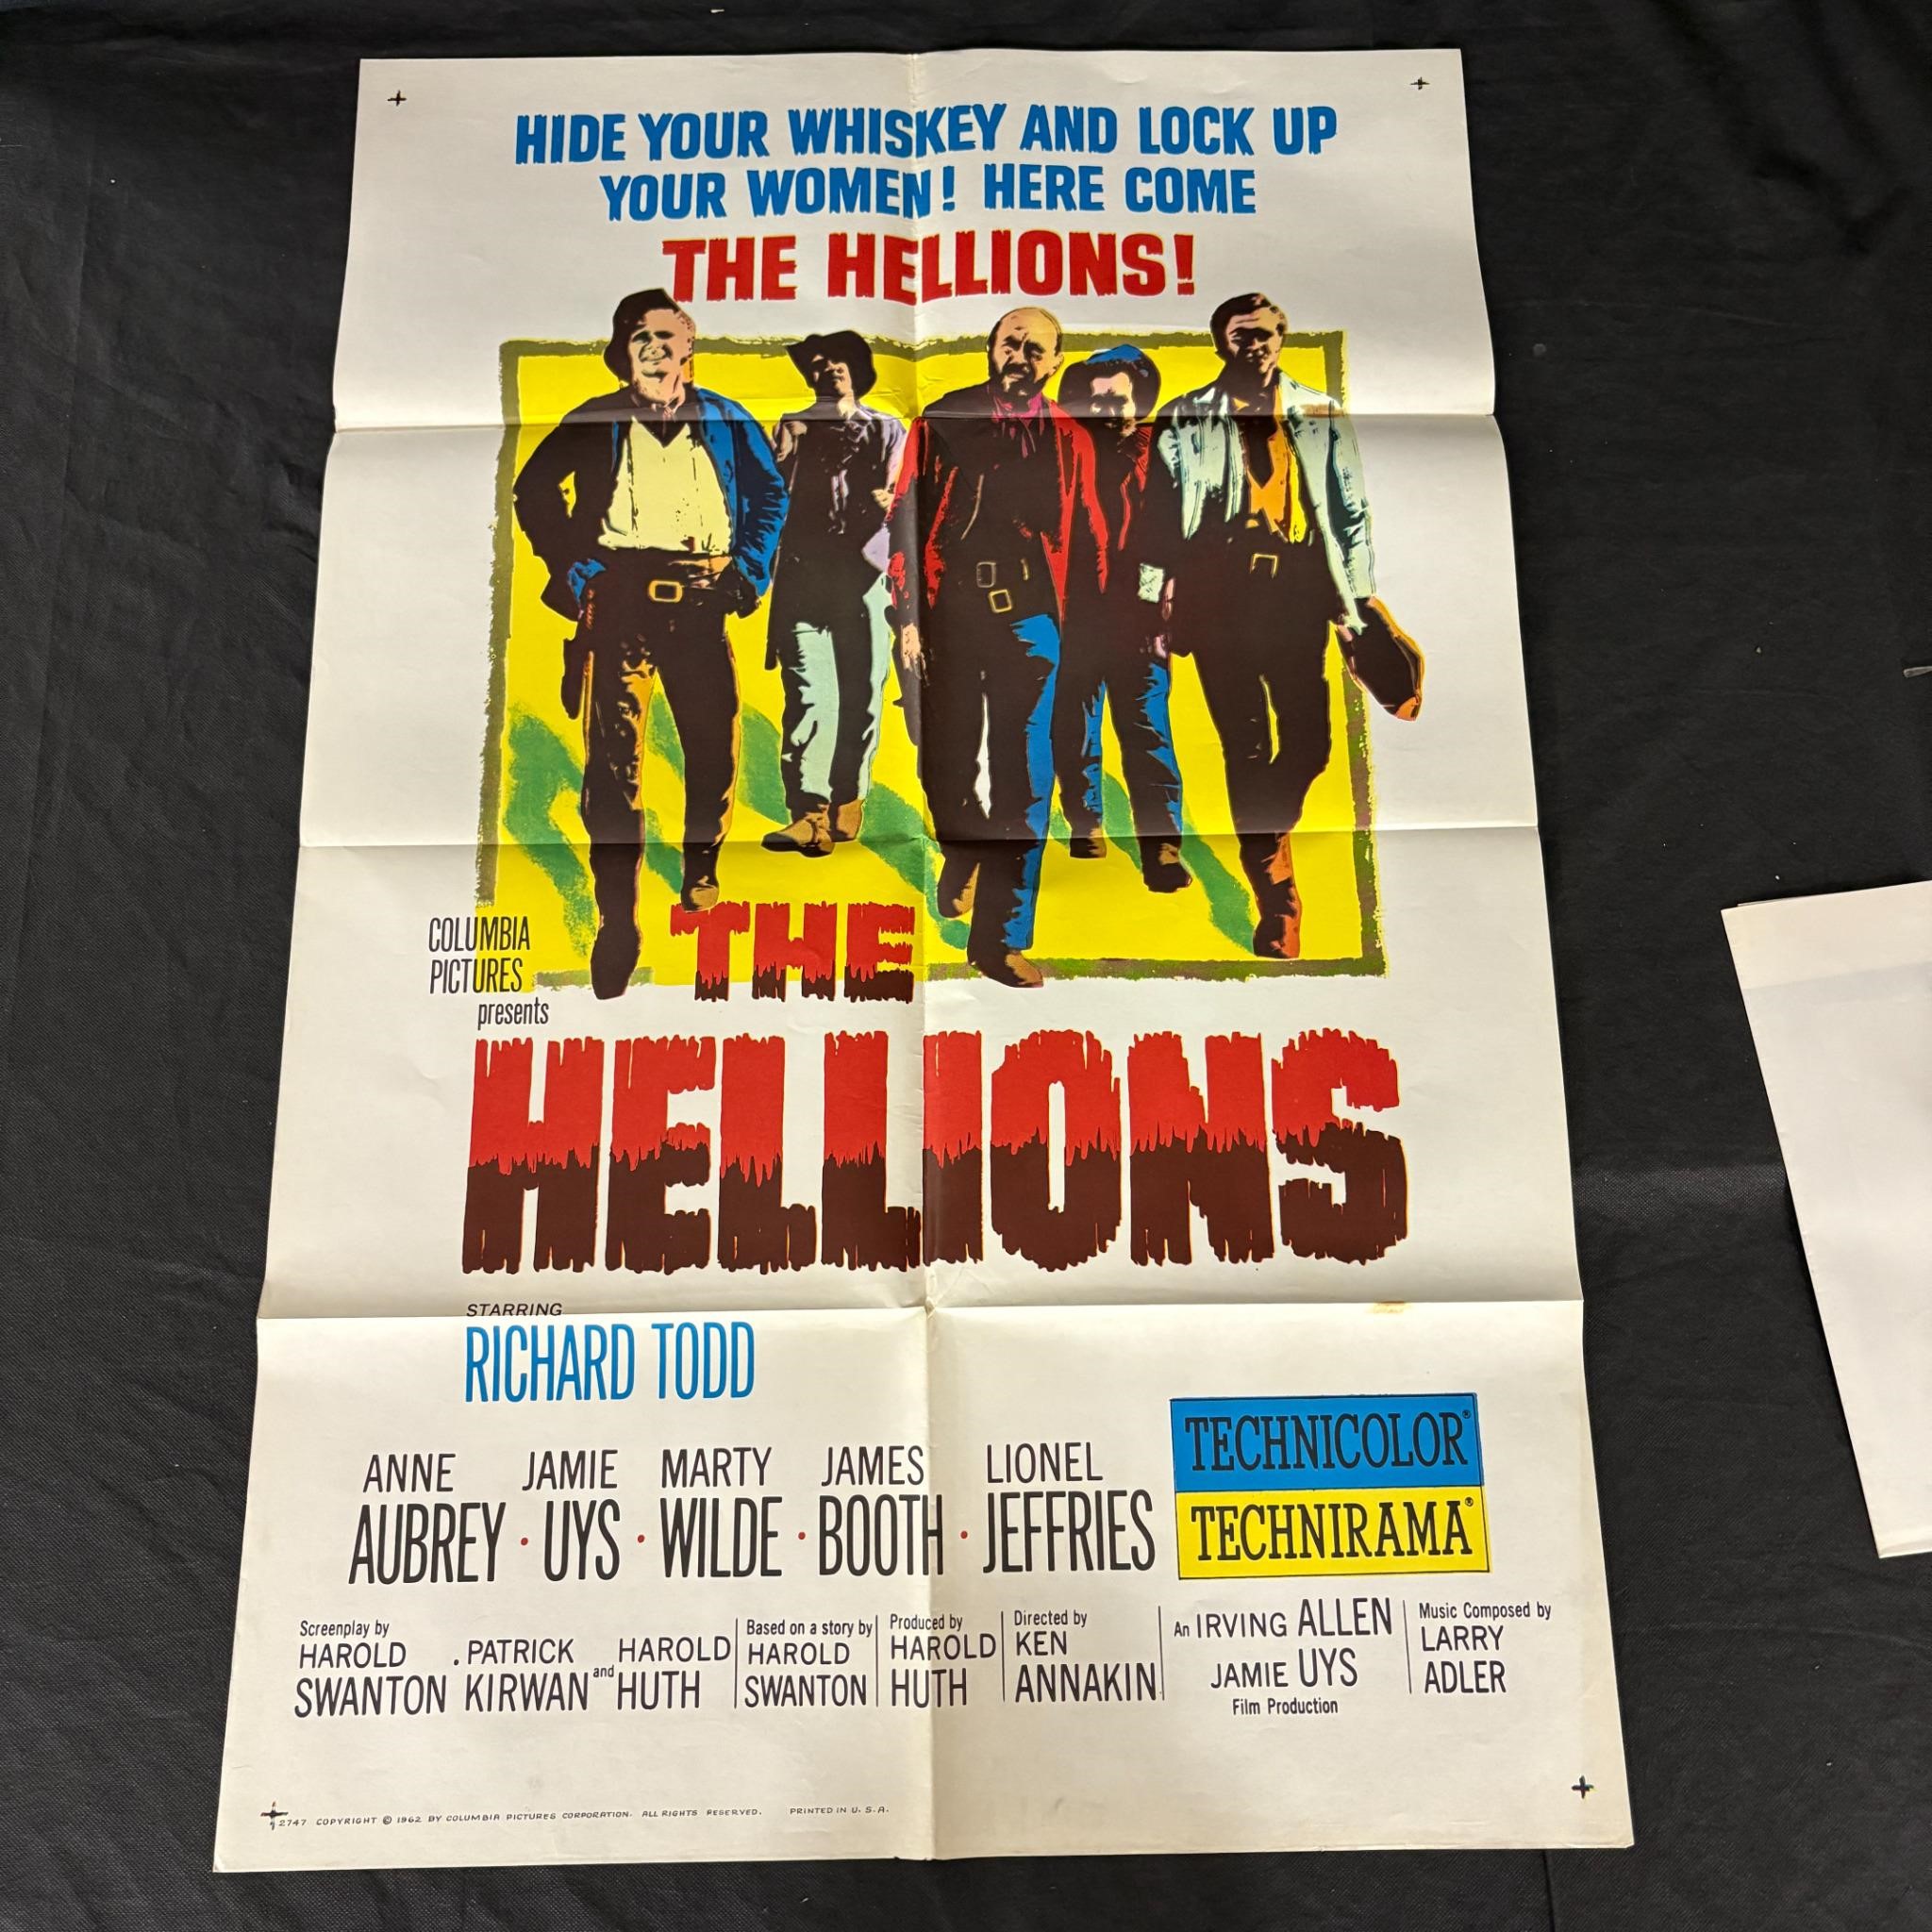 HIDE YOUR WHISKEY AND LOCK UP
YOUR WOMEN! HERE COME
THE HELLIONS!
COLUMBIA
PICTURES
presents
THE
HELLIONS
STARRING
RICHARD TODD
ANNE AUBREY · JAMIE UYS · MARTY WILDE · JAMES BOOTH · LIONEL JEFFRIES
TECHNICOLOR®
TECHNIRAMA®
Screenplay by
HAROLD SWANTON . PATRICK KIRWAN and HAROLD HUTH
Based on a story by
HAROLD
SWANTON
Produced by
HAROLD
HUTH
Directed by
KEN
ANNAKIN
An IRVING ALLEN
JAMIE UYS
Film Production
Music Composed by
LARRY
ADLER
2747 COPYRIGHT © 1962 BY COLUMBIA PICTURES CORPORATION. ALL RIGHTS RESERVED. PRINTED IN U. S. A.